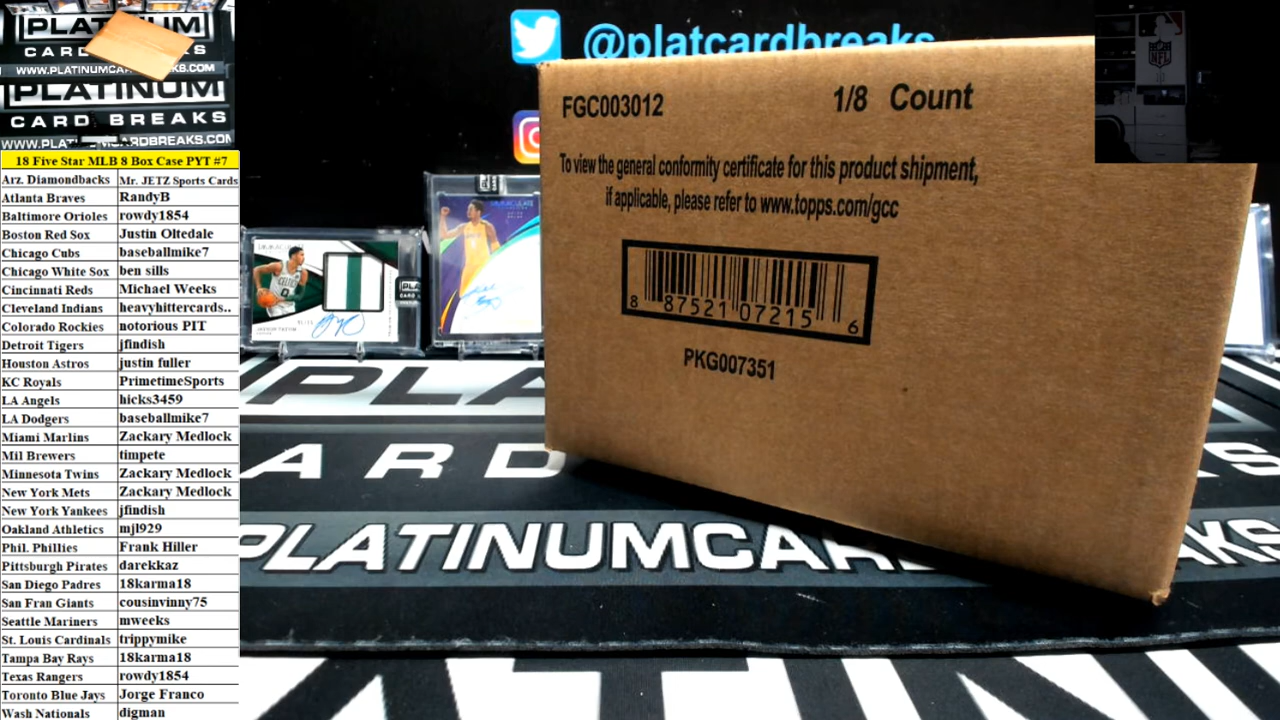 PLATINUM
CARD
WWW.PLATINUMCA
KS.COM
PLATINUM
CARD BREAKS
18 Five Star MLB 8 Box Case PYT #7
Arz. Diamondbacks Mr. JETZ Sports Cards
Atlanta Braves RandyB
Baltimore Orioles rowdy1854
Boston Red Sox Justin Oltedale
Chicago Cubs baseballmike7
Chicago White Sox ben sills
Cincinnati Reds Michael Weeks
Cleveland Indians heavyhittercards..
Colorado Rockies notorious PIT
Detroit Tigers jfindish
Houston Astros justin fuller
KC Royals PrimetimeSports
LA Angels hicks3459
LA Dodgers baseballmike7
Miami Marlins Zackary Medlock
Mil Brewers timpete
Minnesota Twins Zackary Medlock
New York Mets Zackary Medlock
New York Yankees jfindish
Oakland Athletics mjl929
Phil. Phillies Frank Hiller
Pittsburgh Pirates darekkaz
San Diego Padres 18karma18
San Fran Giants cousinvinny75
Seattle Mariners mweeks
St. Louis Cardinals trippymike
Tampa Bay Rays 18karma18
Texas Rangers rowdy1854
Toronto Blue Jays Jorge Franco
Wash Nationals digman
@platcardbreaks
FGC003012 1/8 Count
To view the general conformity certificate for this product shipment,
if applicable, please refer to www.topps.com/gcc
8 87521 07215 6
PKG007351
IMMACULATE
CELTICS
0
NFL
PLA
ARD
S
PLATINUMCARDBREAKS